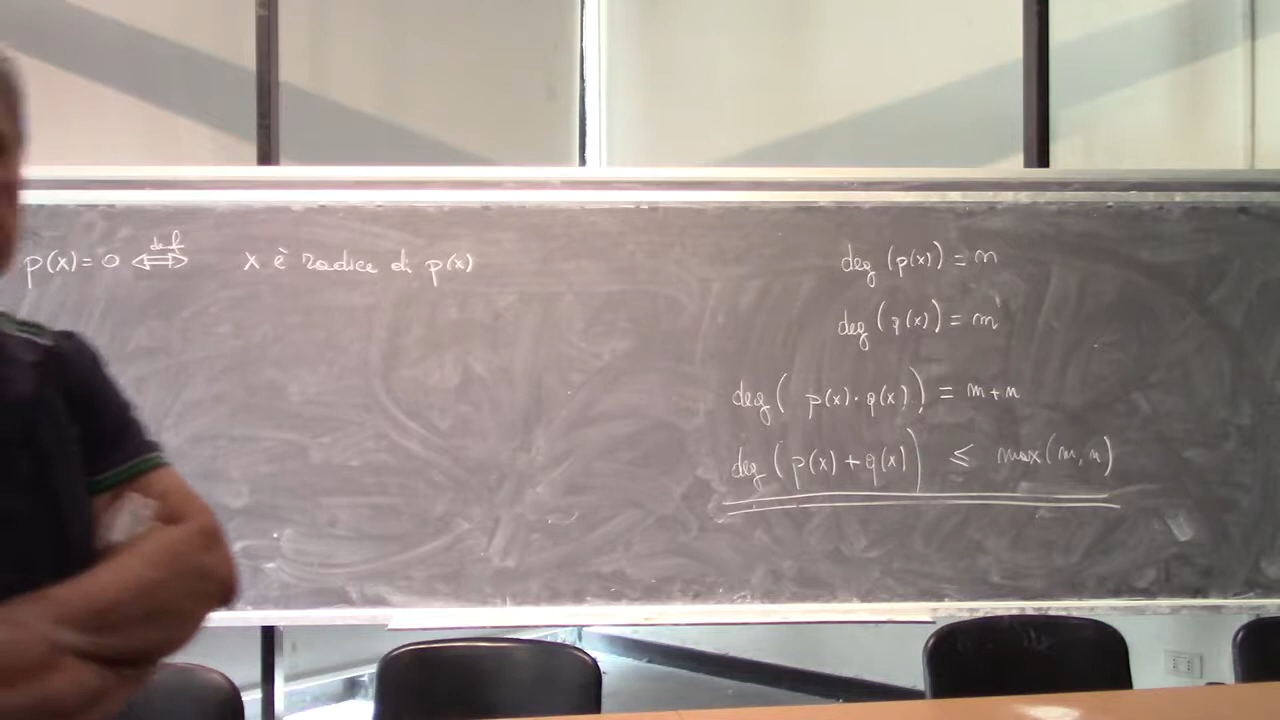 p(x) = 0 ⟺def x è radice di p(x)
deg (p(x)) = n
deg (q(x)) = m
deg ( p(x) · q(x)) = m+n
deg (p(x) + q(x)) ≤ max(m, n)